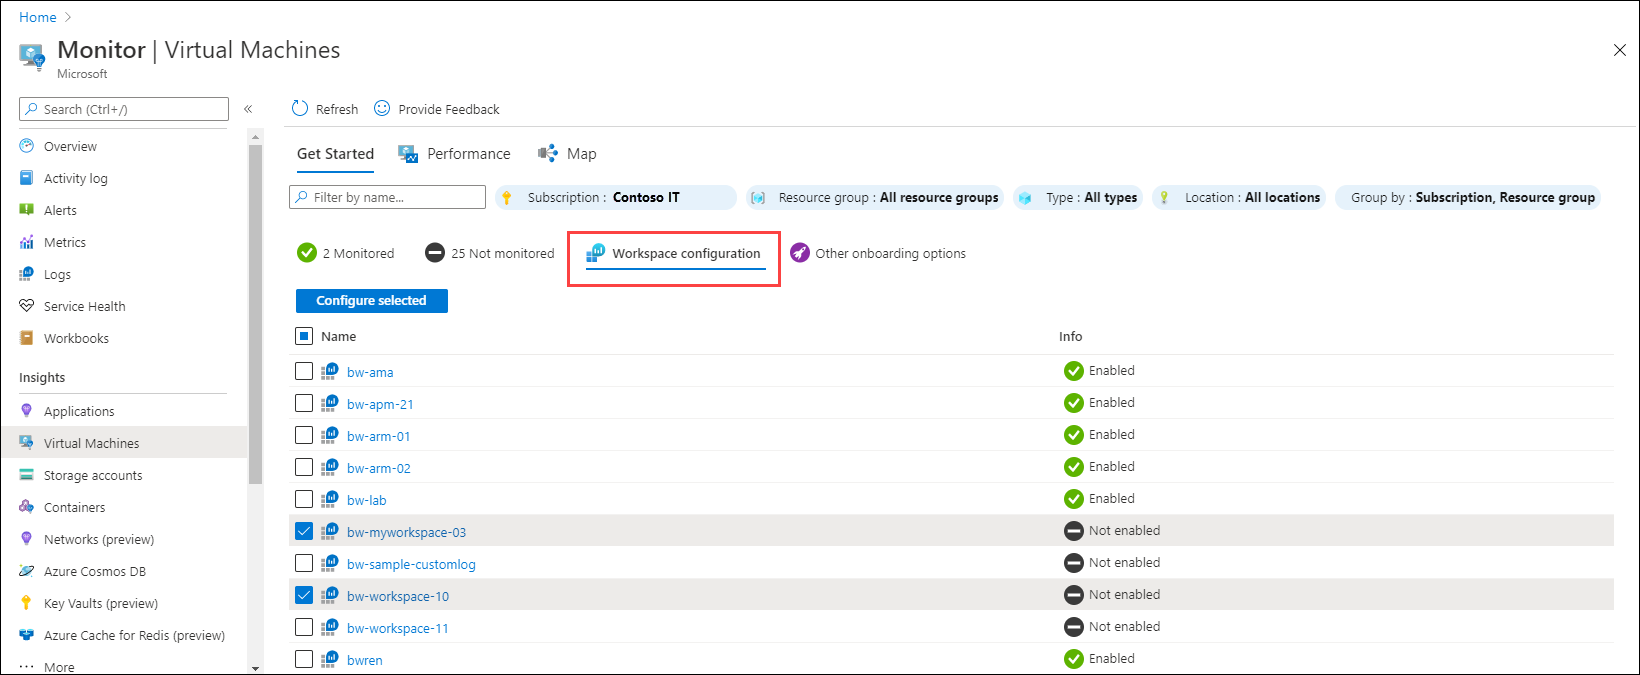 Home >
Monitor | Virtual Machines
Microsoft
Search (Ctrl+/)
«
Overview
Activity log
Alerts
Metrics
Logs
Service Health
Workbooks
Insights
Applications
Virtual Machines
Storage accounts
Containers
Networks (preview)
Azure Cosmos DB
Key Vaults (preview)
Azure Cache for Redis (preview)
··· More
Refresh Provide Feedback
Get Started Performance Map
Filter by name... Subscription : Contoso IT Resource group : All resource groups Type : All types Location : All locations Group by : Subscription, Resource group
2 Monitored 25 Not monitored Workspace configuration Other onboarding options
Configure selected
Name Info
bw-ama Enabled
bw-apm-21 Enabled
bw-arm-01 Enabled
bw-arm-02 Enabled
bw-lab Enabled
bw-myworkspace-03 Not enabled
bw-sample-customlog Not enabled
bw-workspace-10 Not enabled
bw-workspace-11 Not enabled
bwren Enabled